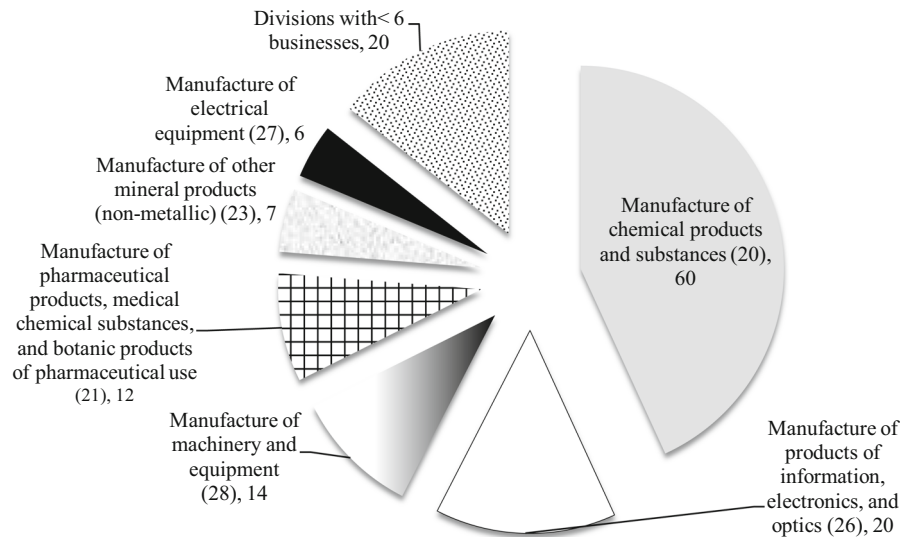 Divisions with< 6
businesses, 20
Manufacture of
electrical
equipment (27), 6
Manufacture of other
mineral products
(non-metallic) (23), 7
Manufacture of
pharmaceutical
products, medical
chemical substances,
and botanic products
of pharmaceutical use
(21), 12
Manufacture of
machinery and
equipment
(28), 14
Manufacture of
chemical products
and substances (20),
60
Manufacture of
products of
information,
electronics, and
optics (26), 20